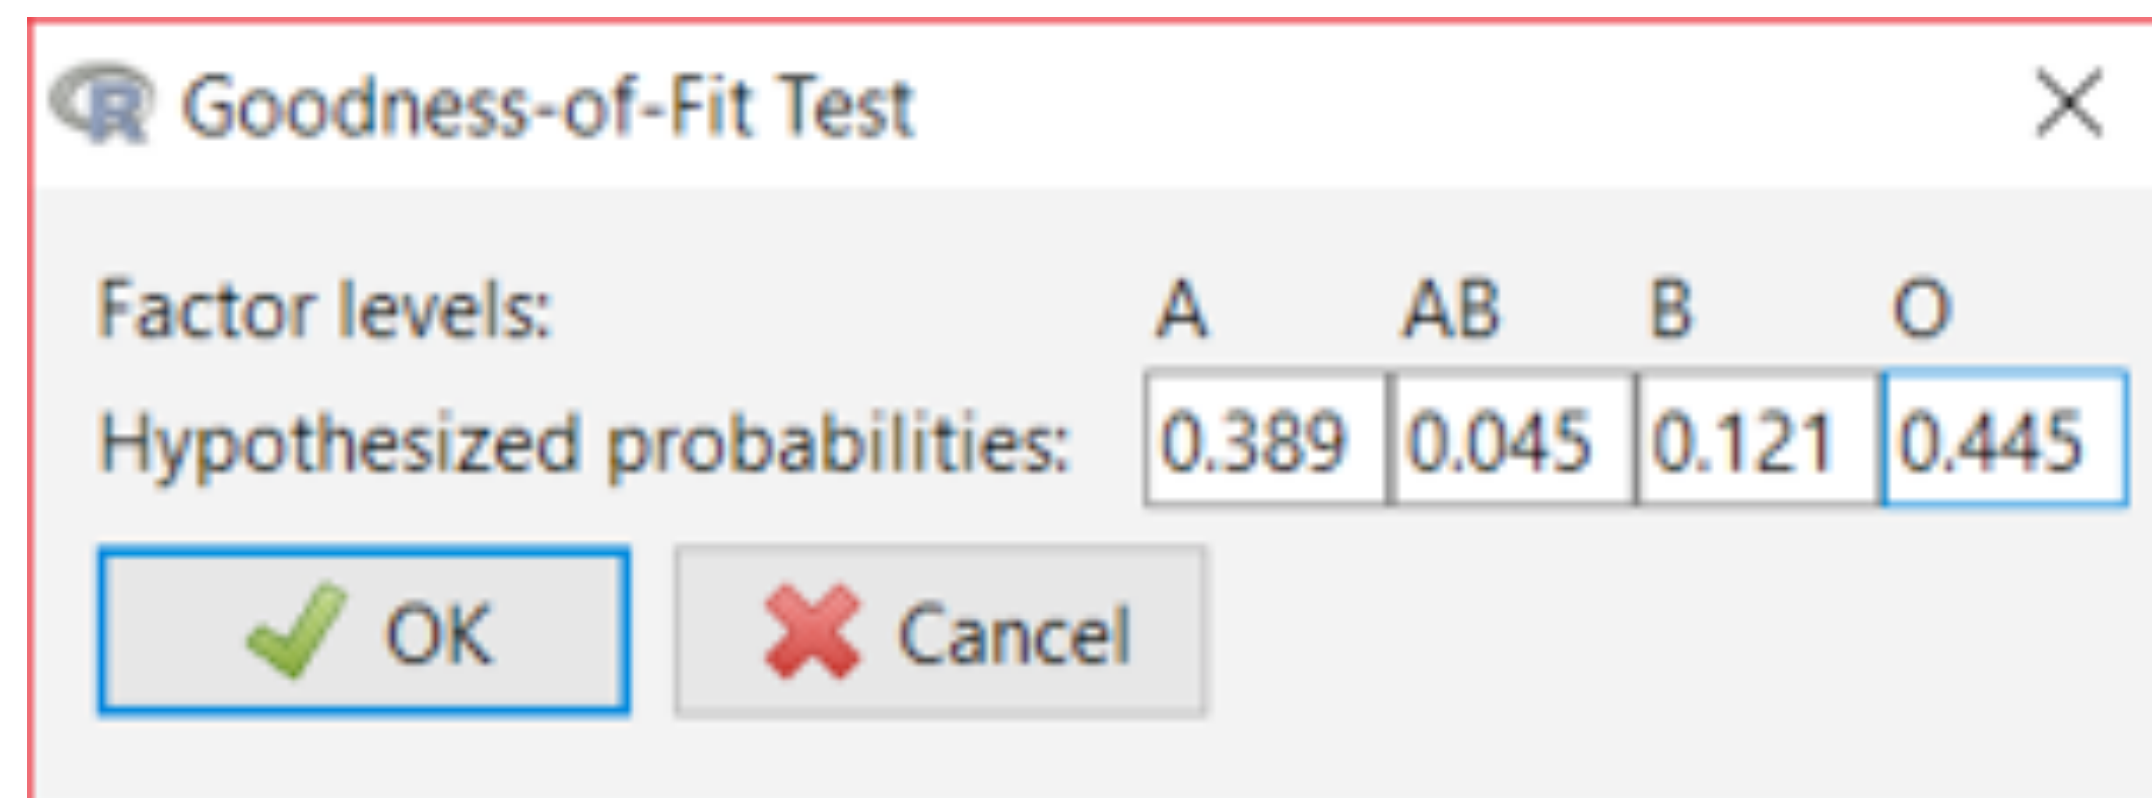 R Goodness-of-Fit Test
Factor levels: A AB B O
Hypothesized probabilities: 0.389 0.045 0.121 0.445
OK Cancel